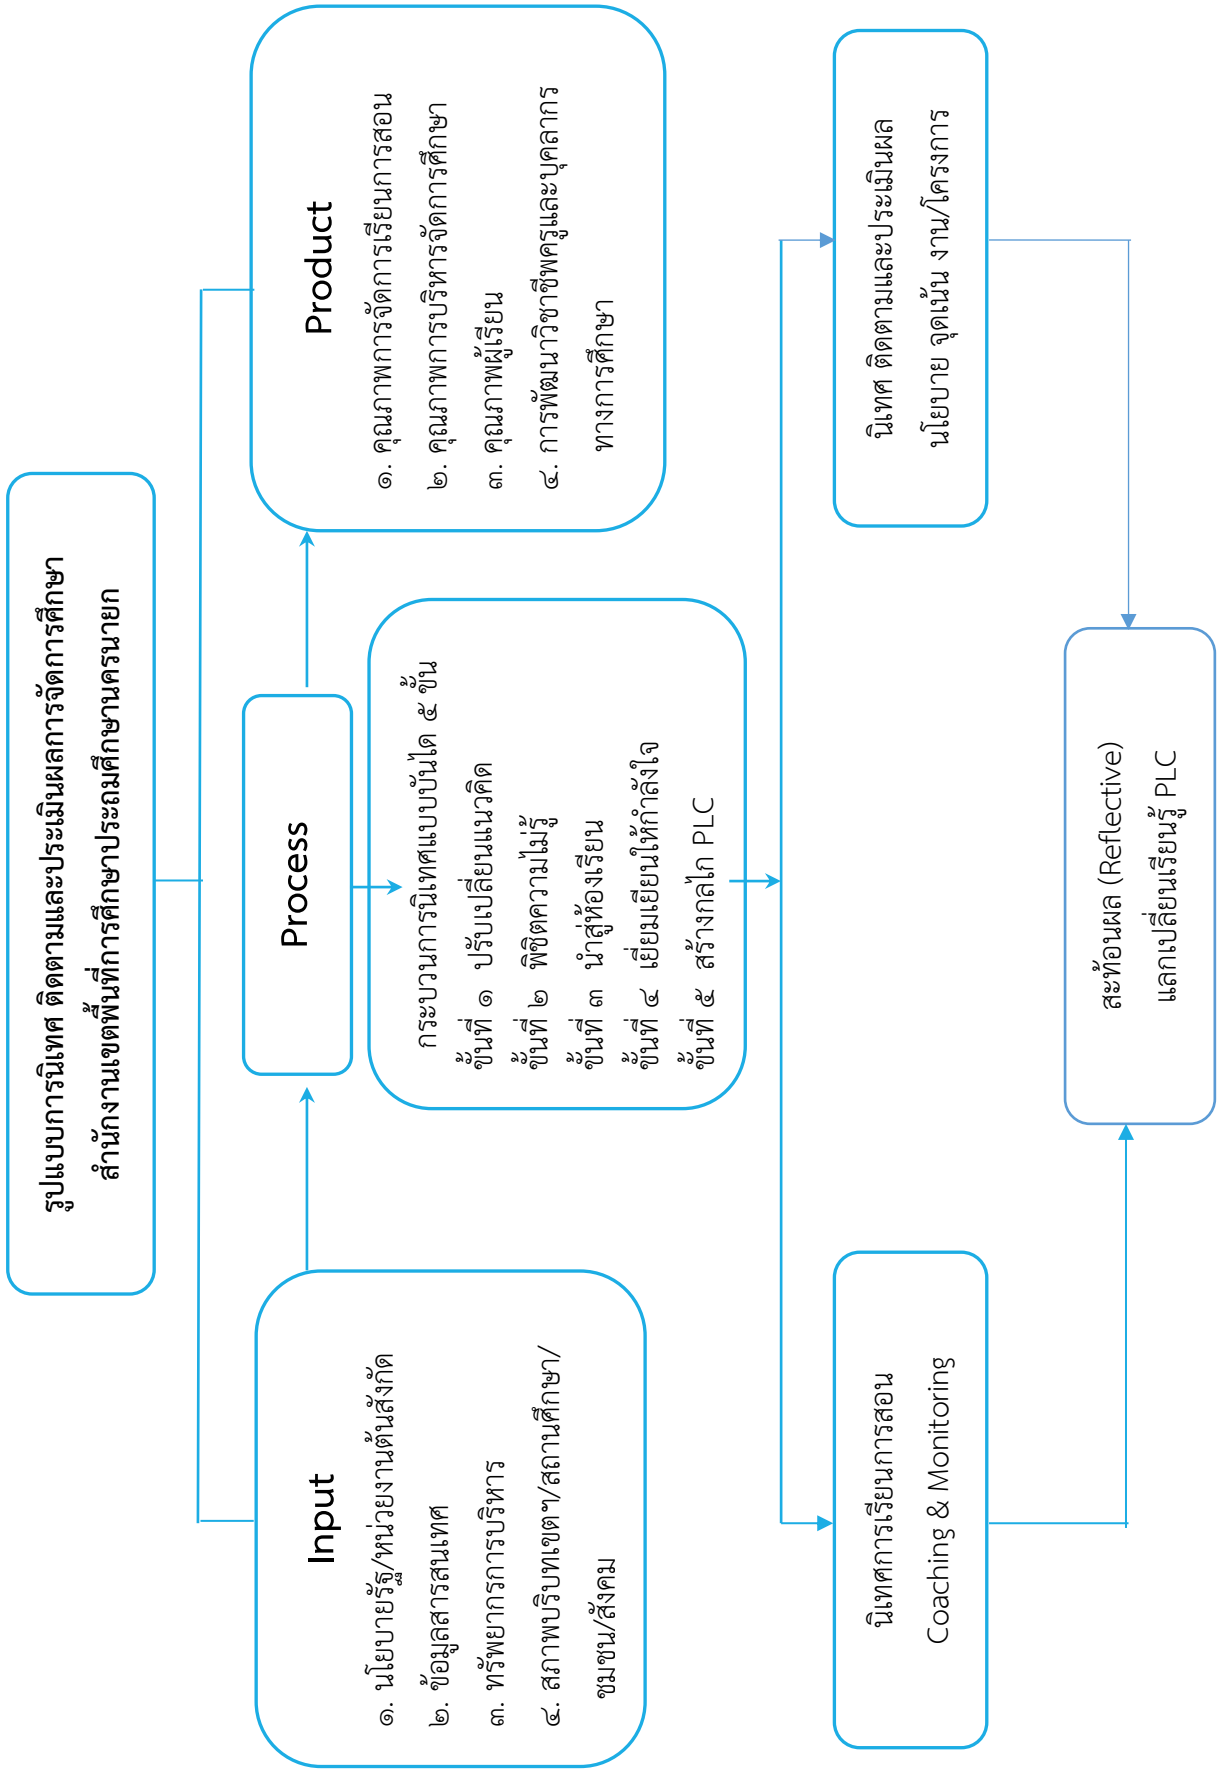 รูปแบบการนิเทศ ติดตามและประเมินผลการจัดการศึกษา
สำนักงานเขตพื้นที่การศึกษาประถมศึกษานครนายก
Input
๑. นโยบายรัฐ/หน่วยงานต้นสังกัด
๒. ข้อมูลสารสนเทศ
๓. ทรัพยากรการบริหาร
๔. สภาพบริบทเขตฯ/สถานศึกษา/
ชมชน/สังคม
Process
กระบวนการนิเทศแบบบันได ๕ ขั้น
ขั้นที่ ๑ ปรับเปลี่ยนแนวคิด
ขั้นที่ ๒ พิชิตความไม่รู้
ขั้นที่ ๓ นำสู่ห้องเรียน
ขั้นที่ ๔ เยี่ยมเยียนให้กำลังใจ
ขั้นที่ ๕ สร้างกลไก PLC
Product
๑. คุณภาพการจัดการเรียนการสอน
๒. คุณภาพการบริหารจัดการศึกษา
๓. คุณภาพผู้เรียน
๔. การพัฒนาวิชาชีพครูและบุคลากร
ทางการศึกษา
นิเทศการเรียนการสอน
Coaching & Monitoring
นิเทศ ติดตามและประเมินผล
นโยบาย จุดเน้น งาน/โครงการ
สะท้อนผล (Reflective)
แลกเปลี่ยนเรียนรู้ PLC